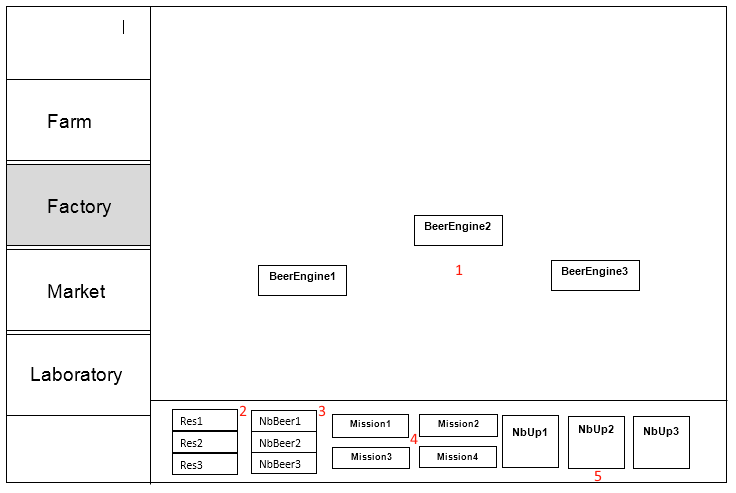 Farm
Factory
Market
Laboratory
BeerEngine2
BeerEngine1
1
BeerEngine3
Res1
2
NbBeer1
3
Mission1
Mission2
NbUp1
NbUp2
NbUp3
Res2
NbBeer2
4
Res3
NbBeer3
Mission3
Mission4
5